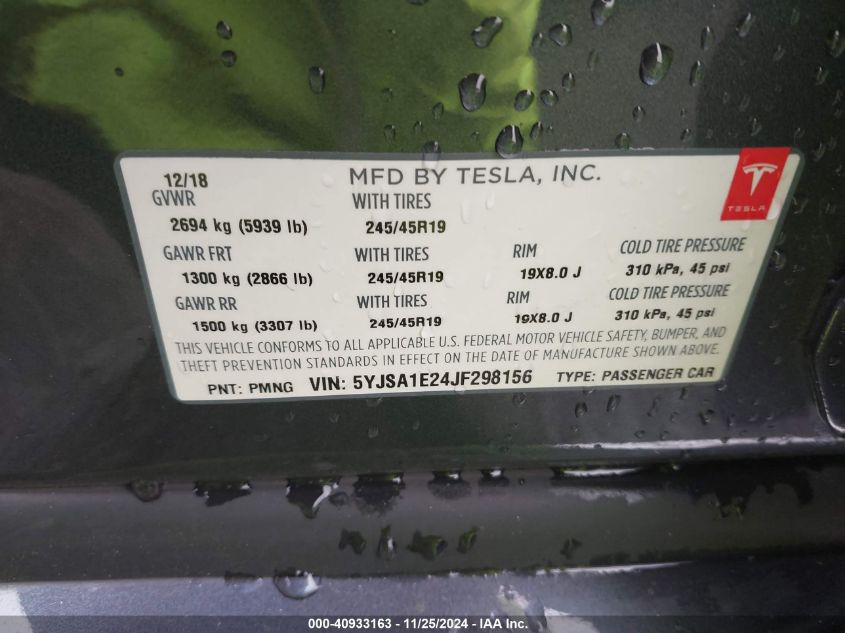 12/18 MFD BY TESLA, INC.
GVWR WITH TIRES
2694 kg (5939 lb) 245/45R19
TESLA
GAWR FRT WITH TIRES RIM COLD TIRE PRESSURE
1300 kg (2866 lb) 245/45R19 19X8.0 J 310 kPa, 45 psi
GAWR RR WITH TIRES RIM COLD TIRE PRESSURE
1500 kg (3307 lb) 245/45R19 19X8.0 J 310 kPa, 45 psi
THIS VEHICLE CONFORMS TO ALL APPLICABLE U.S. FEDERAL MOTOR VEHICLE SAFETY, BUMPER, AND
THEFT PREVENTION STANDARDS IN EFFECT ON THE DATE OF MANUFACTURE SHOWN ABOVE.
PNT: PMNG VIN: 5YJSA1E24JF298156 TYPE: PASSENGER CAR
000-40933163 - 11/25/2024 - IAA Inc.